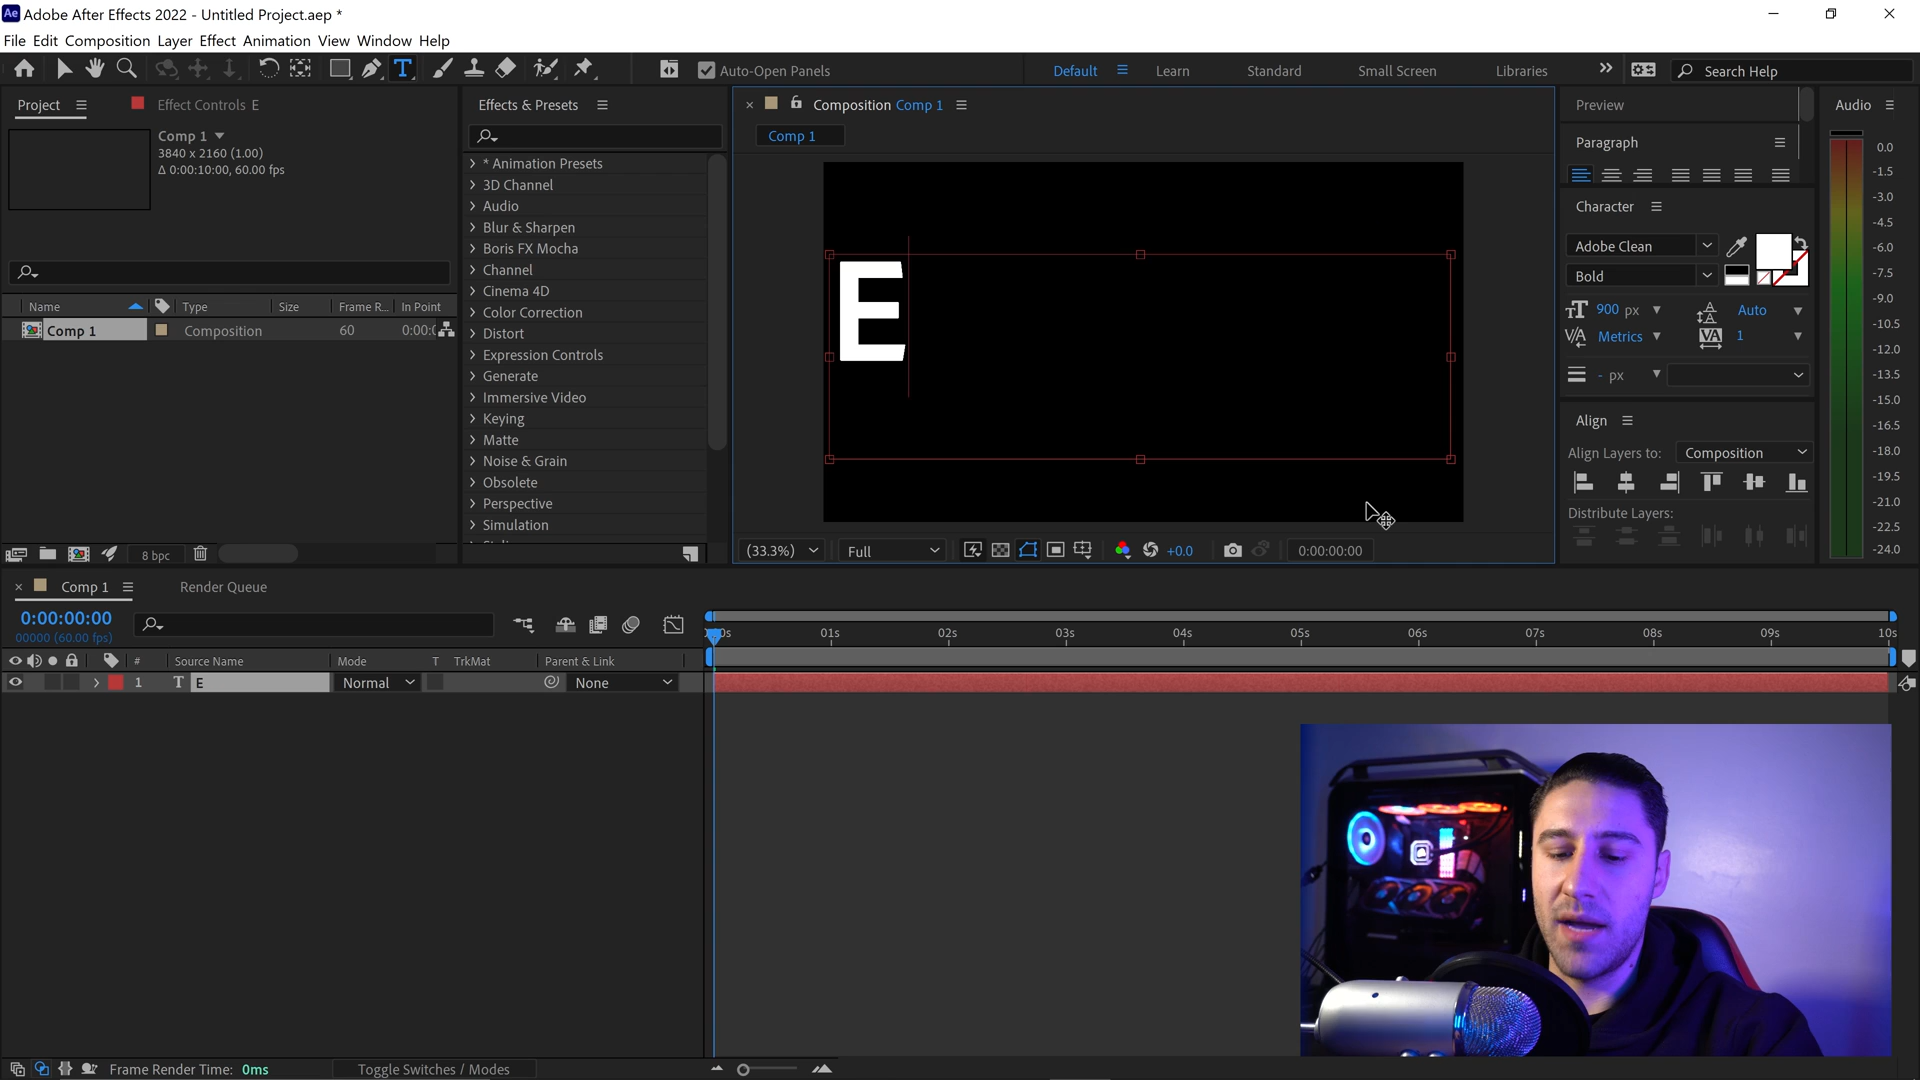 Ae Adobe After Effects 2022 - Untitled Project.aep *
File Edit Composition Layer Effect Animation View Window Help
T Auto-Open Panels Default Learn Standard Small Screen Libraries Search Help
Project Effect Controls E
Comp 1
3840 x 2160 (1.00)
Δ 0:00:10:00, 60.00 fps
Name Type Size Frame R... In Point
Comp 1 Composition 60 0:00:
8 bpc
Effects & Presets
* Animation Presets
3D Channel
Audio
Blur & Sharpen
Boris FX Mocha
Channel
Cinema 4D
Color Correction
Distort
Expression Controls
Generate
Immersive Video
Keying
Matte
Noise & Grain
Obsolete
Perspective
Simulation
Composition Comp 1
Comp 1
E
(33.3%) Full +0.0 0:00:00:00
Preview
Paragraph
Character
Adobe Clean
Bold
900 px Auto
Metrics 1
- px
Align
Align Layers to: Composition
Distribute Layers:
Audio
0.0
-1.5
-3.0
-4.5
-6.0
-7.5
-9.0
-10.5
-12.0
-13.5
-15.0
-16.5
-18.0
-19.5
-21.0
-22.5
-24.0
Comp 1 Render Queue
0:00:00:00
00000 (60.00 fps)
01s 02s 03s 04s 05s 06s 07s 08s 09s 10s
# Source Name Mode T TrkMat Parent & Link
1 T E Normal None
Frame Render Time: 0ms Toggle Switches / Modes